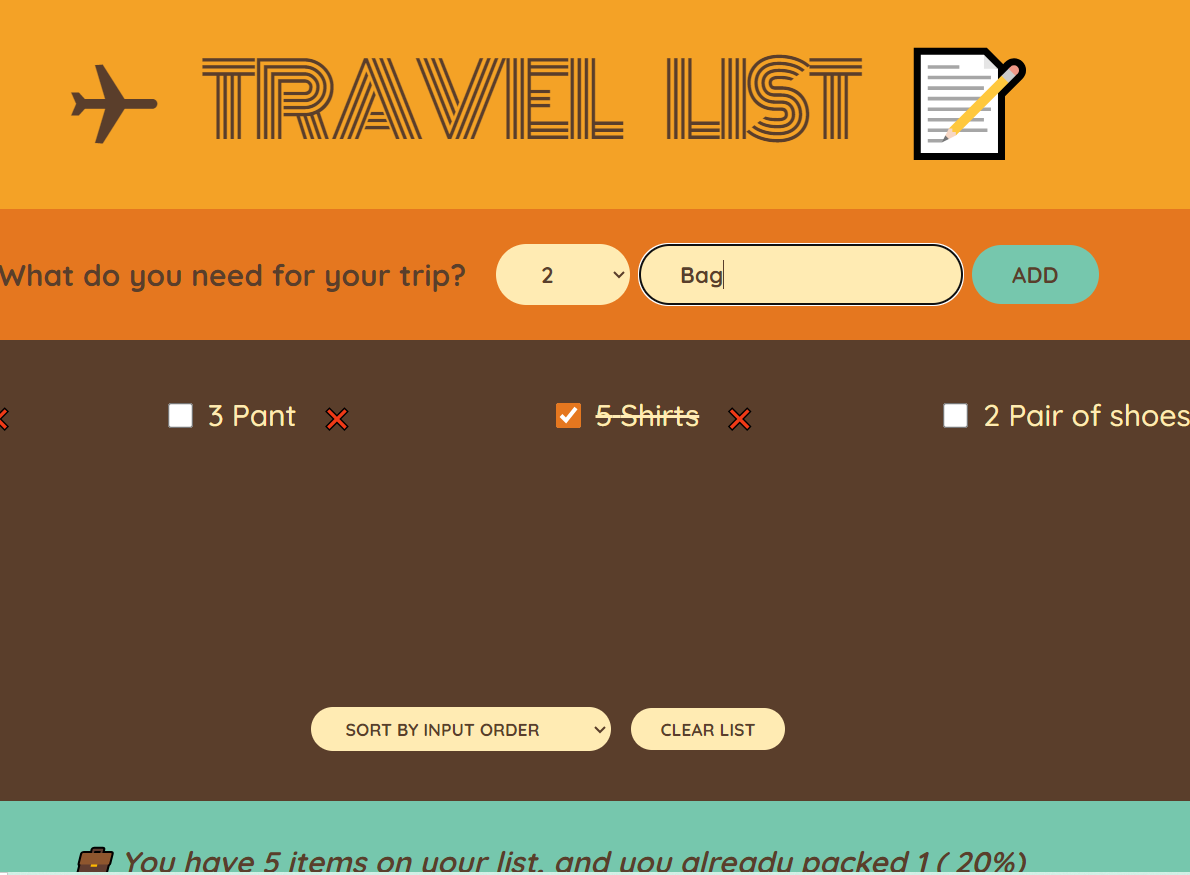 TRAVEL LIST
What do you need for your trip? 2 Bag ADD
3 Pant 5 Shirts 2 Pair of shoes
SORT BY INPUT ORDER CLEAR LIST
You have 5 items on your list, and you already packed 1 ( 20%)